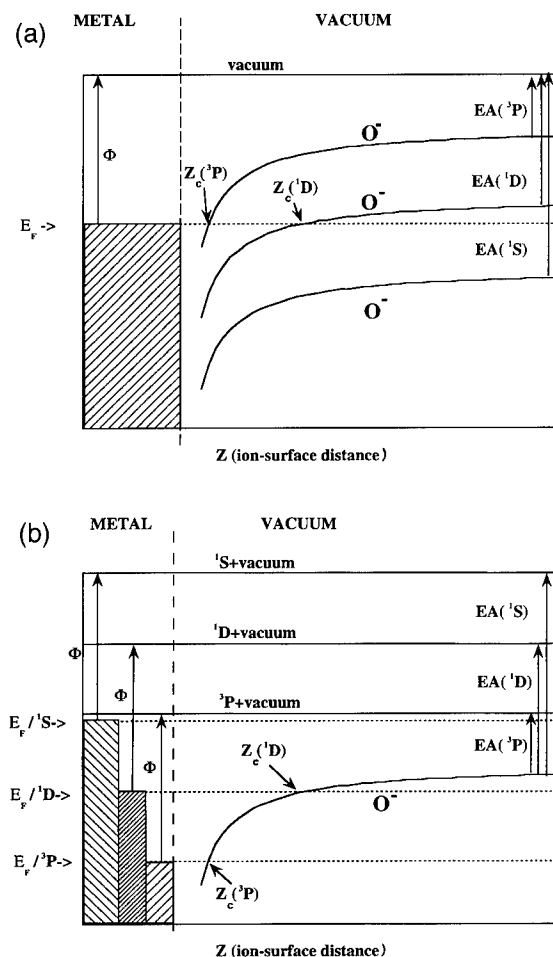 (a)
METAL VACUUM
vacuum
EA(³P)
O⁻
Φ
Z_c(³P)
Z_c(¹D)
EA(¹D)
O⁻
E_F ->
EA(¹S)
O⁻
Z (ion-surface distance)
(b)
METAL VACUUM
¹S+vacuum
EA(¹S)
¹D+vacuum
Φ
EA(¹D)
Φ
³P+vacuum
E_F/¹S->
Z_c(¹D)
EA(³P)
Φ
E_F/¹D->
O⁻
E_F/³P->
Z_c(³P)
Z (ion-surface distance)